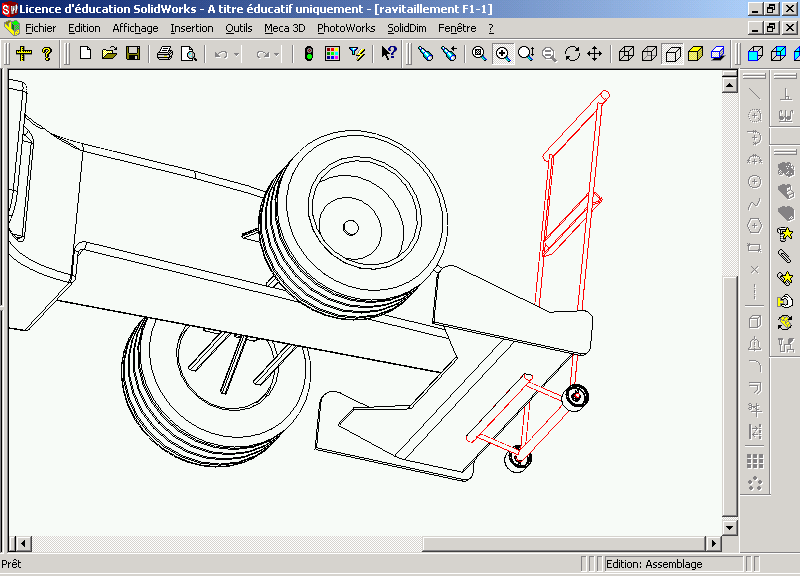 Licence d'éducation SolidWorks - A titre éducatif uniquement - [ravitaillement F1-1]
Fichier Edition Affichage Insertion Outils Meca 3D PhotoWorks SolidDim Fenêtre ?
Prêt
Edition: Assemblage